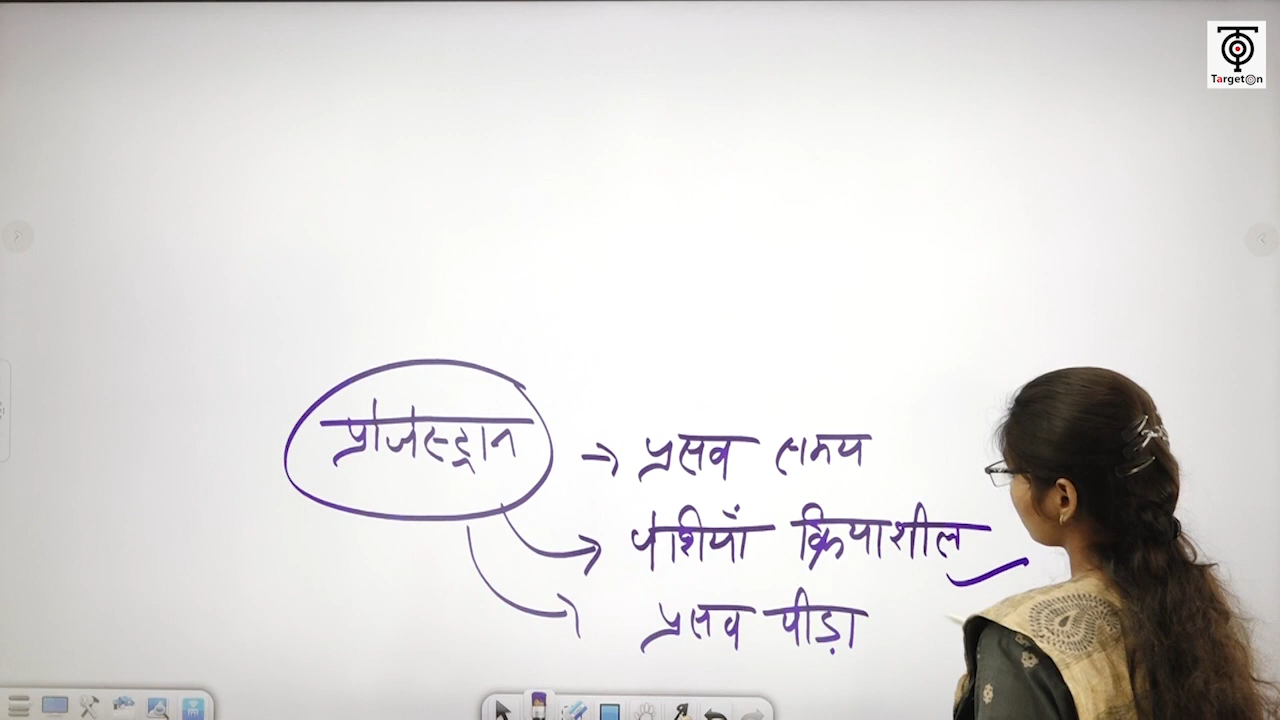 TargetOn
प्रोजेस्ट्रान → प्रसव समय
पेशियाँ क्रियाशील
प्रसव पीड़ा